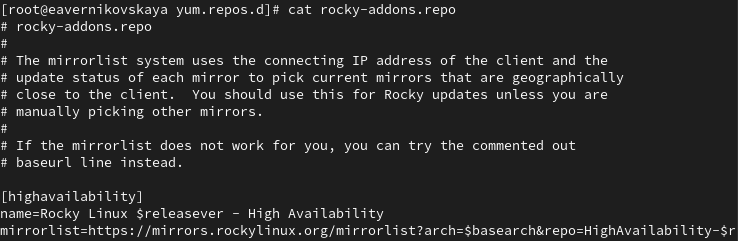 [root@eavernikovskaya yum.repos.d]# cat rocky-addons.repo
# rocky-addons.repo
#
# The mirrorlist system uses the connecting IP address of the client and the
# update status of each mirror to pick current mirrors that are geographically
# close to the client.  You should use this for Rocky updates unless you are
# manually picking other mirrors.
#
# If the mirrorlist does not work for you, you can try the commented out
# baseurl line instead.

[highavailability]
name=Rocky Linux $releasever - High Availability
mirrorlist=https://mirrors.rockylinux.org/mirrorlist?arch=$basearch&repo=HighAvailability-$r